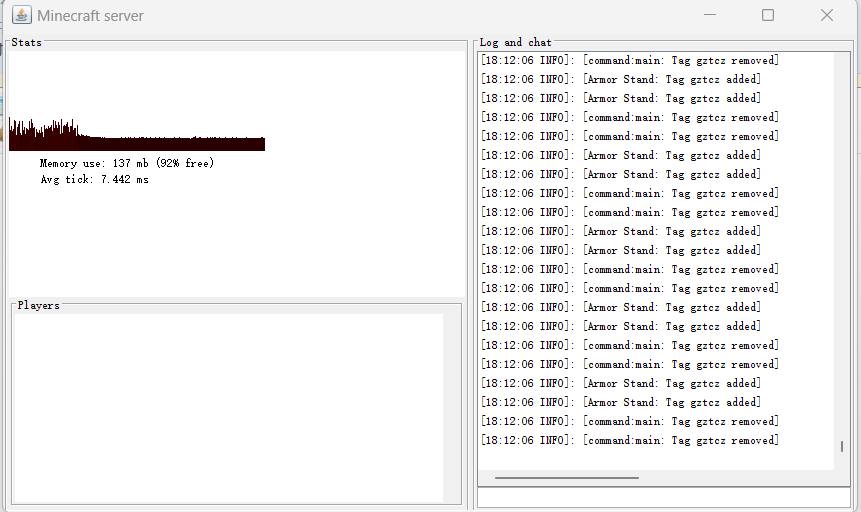 Minecraft server
Stats
Memory use: 137 mb (92% free)
Avg tick: 7.442 ms
Players
Log and chat
[18:12:06 INFO]: [command:main: Tag gztcz removed]
[18:12:06 INFO]: [Armor Stand: Tag gztcz added]
[18:12:06 INFO]: [Armor Stand: Tag gztcz added]
[18:12:06 INFO]: [command:main: Tag gztcz removed]
[18:12:06 INFO]: [command:main: Tag gztcz removed]
[18:12:06 INFO]: [Armor Stand: Tag gztcz added]
[18:12:06 INFO]: [Armor Stand: Tag gztcz added]
[18:12:06 INFO]: [command:main: Tag gztcz removed]
[18:12:06 INFO]: [command:main: Tag gztcz removed]
[18:12:06 INFO]: [Armor Stand: Tag gztcz added]
[18:12:06 INFO]: [Armor Stand: Tag gztcz added]
[18:12:06 INFO]: [command:main: Tag gztcz removed]
[18:12:06 INFO]: [command:main: Tag gztcz removed]
[18:12:06 INFO]: [Armor Stand: Tag gztcz added]
[18:12:06 INFO]: [Armor Stand: Tag gztcz added]
[18:12:06 INFO]: [command:main: Tag gztcz removed]
[18:12:06 INFO]: [command:main: Tag gztcz removed]
[18:12:06 INFO]: [Armor Stand: Tag gztcz added]
[18:12:06 INFO]: [Armor Stand: Tag gztcz added]
[18:12:06 INFO]: [command:main: Tag gztcz removed]
[18:12:06 INFO]: [command:main: Tag gztcz removed]